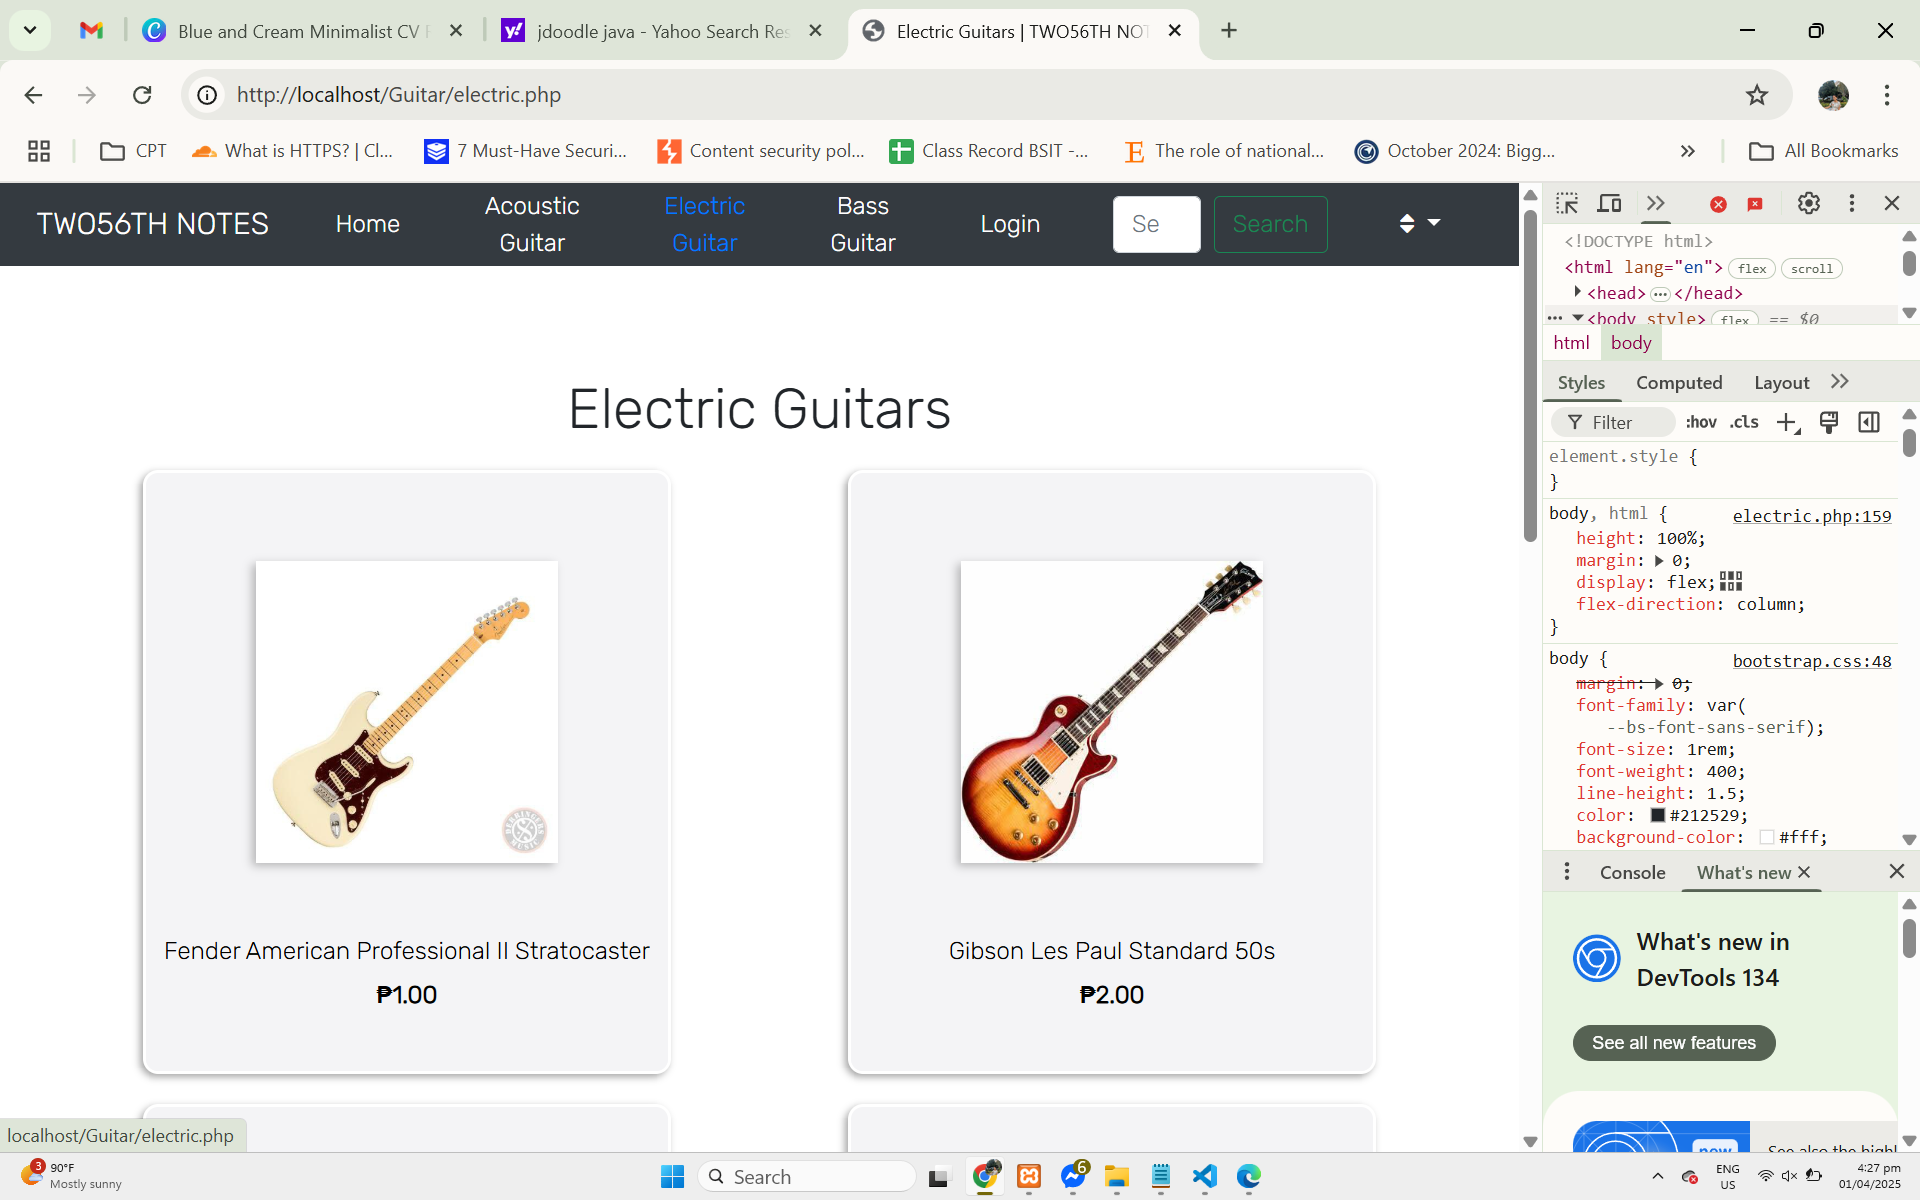 Blue and Cream Minimalist CV
jdoodle java - Yahoo Search Res
Electric Guitars | TWO56TH NOT
http://localhost/Guitar/electric.php
CPT
What is HTTPS? | Cl...
7 Must-Have Securi...
Content security pol...
Class Record BSIT -...
The role of national...
October 2024: Bigg...
All Bookmarks
TWO56TH NOTES
Home
Acoustic
Guitar
Electric
Guitar
Bass
Guitar
Login
Se
Search
Electric Guitars
Fender American Professional II Stratocaster
₱1.00
Gibson Les Paul Standard 50s
₱2.00
localhost/Guitar/electric.php
<!DOCTYPE html>
<html lang="en"> flex scroll
<head> ... </head>
... <body style> flex == $0
html body
Styles Computed Layout
Filter :hov .cls
element.style {
}
body, html { electric.php:159
height: 100%;
margin: 0;
display: flex;
flex-direction: column;
}
body { bootstrap.css:48
margin: 0;
font-family: var(
--bs-font-sans-serif);
font-size: 1rem;
font-weight: 400;
line-height: 1.5;
color: #212529;
background-color: #fff;
Console What's new
What's new in
DevTools 134
See all new features
new
See also the highl
3
90°F
Mostly sunny
Search
6
ENG
US
4:27 pm
01/04/2025